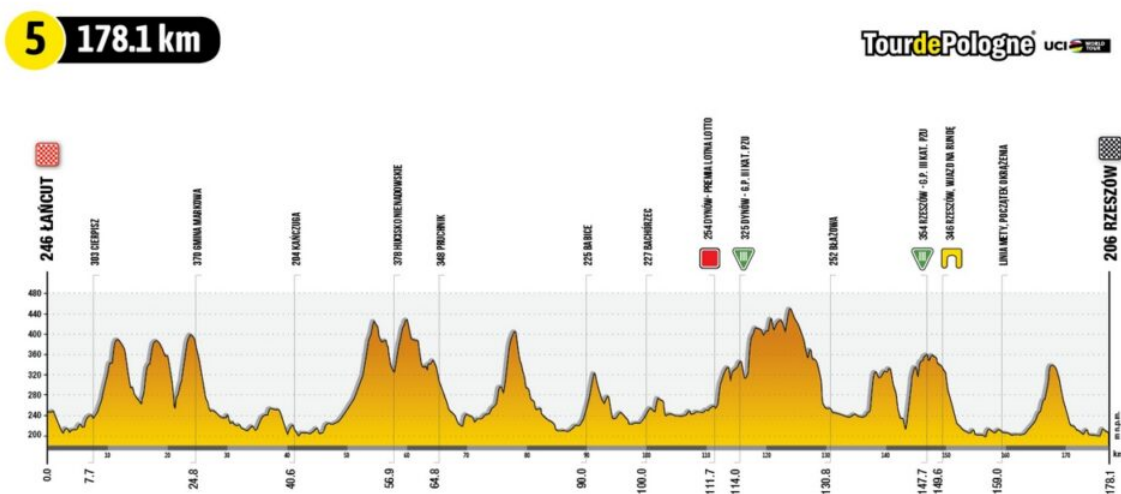 5
178.1 km
TourdePologne
UCI WORLD TOUR
246 ŁAŃCUT
383 CIERPISZ
370 GMINA MARKOWA
204 KAŃCZUGA
348 PRUCHNIK
225 BABICE
227 BACHÓRZEC
254 DYNÓW - PREMIA LOTNA LOTTO
325 DYNÓW - G.P. III KAT. PZU
252 BŁAŻOWA
354 RZESZÓW - G.P. III KAT. PZU
346 RZESZÓW, WJAZD NA RUNDĘ
LINIA METY, POCZĄTEK OKRĄŻENIA
206 RZESZÓW
480
440
400
360
320
280
240
200
m n.p.m.
10 20 30 40 50 60 70 80 90 100 110 120 130 140 150 160 170 km
0.0 7.7 24.8 40.6 56.9 64.8 90.0 100.8 111.7 114.0 130.8 147.7 149.6 159.0 178.1